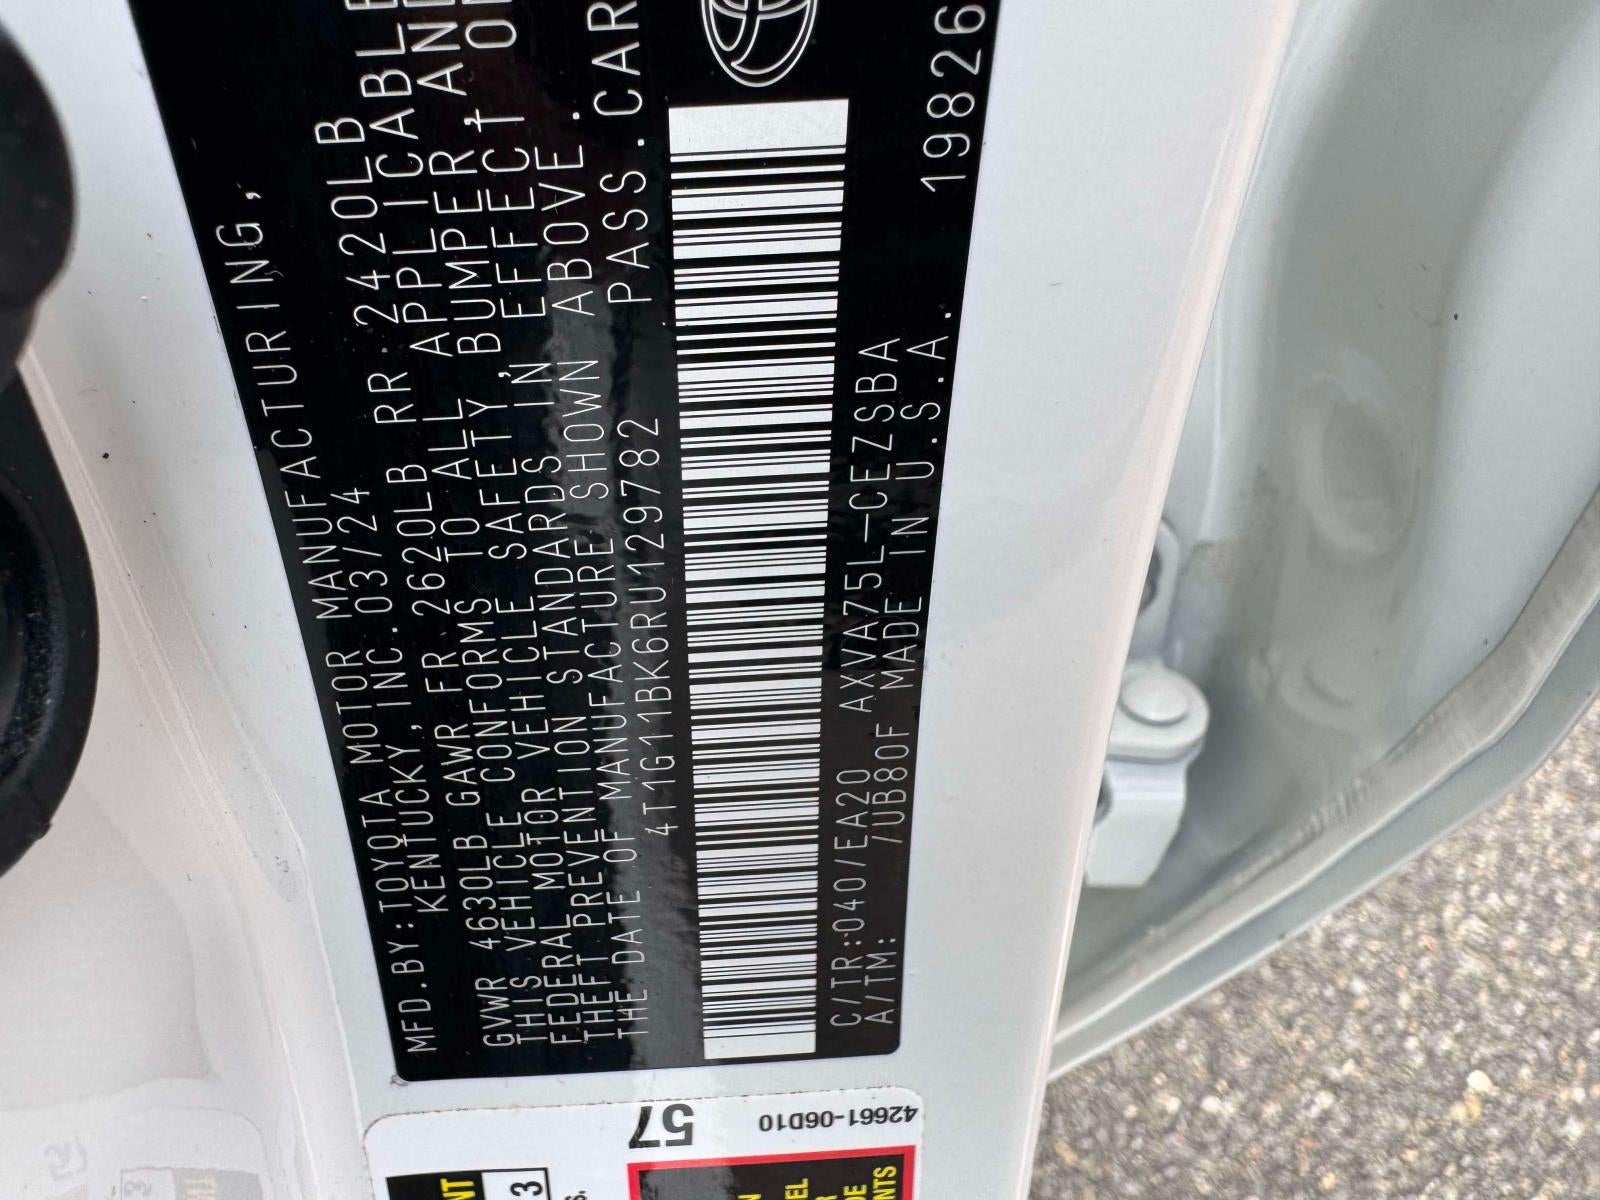 MFD.BY:TOYOTA MOTOR MANUFACTURING,
KENTUCKY, INC. 03/24
GVWR 4630LB GAWR FR 2620LB RR 2420LB
THIS VEHICLE CONFORMS TO ALL APPLICABLE
FEDERAL MOTOR VEHICLE SAFETY, BUMPER, AND
THEFT PREVENTION STANDARDS IN EFFECT ON
THE DATE OF MANUFACTURE SHOWN ABOVE.
4T1G11BK6RU129782 PASS.CAR
C/TR:040/EA20 AXVA75L-CEZSBA 19826
A/TM: /UB80F MADE IN U.S.A.
57
42661-06D10
3